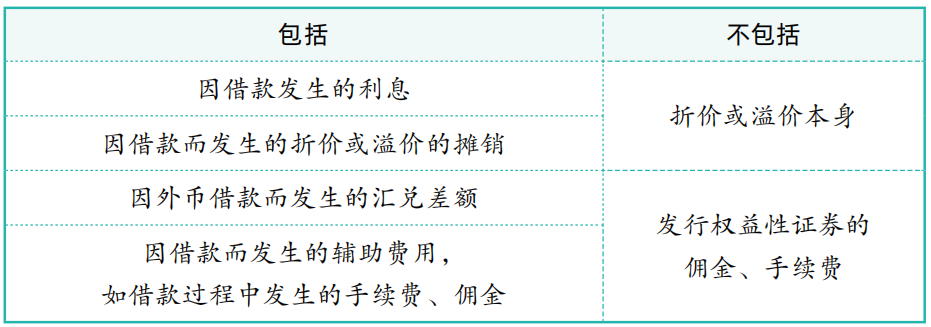 包括
不包括
因借款发生的利息
因借款而发生的折价或溢价的摊销
折价或溢价本身
因外币借款而发生的汇兑差额
因借款而发生的辅助费用,
如借款过程中发生的手续费、佣金
发行权益性证券的
佣金、手续费